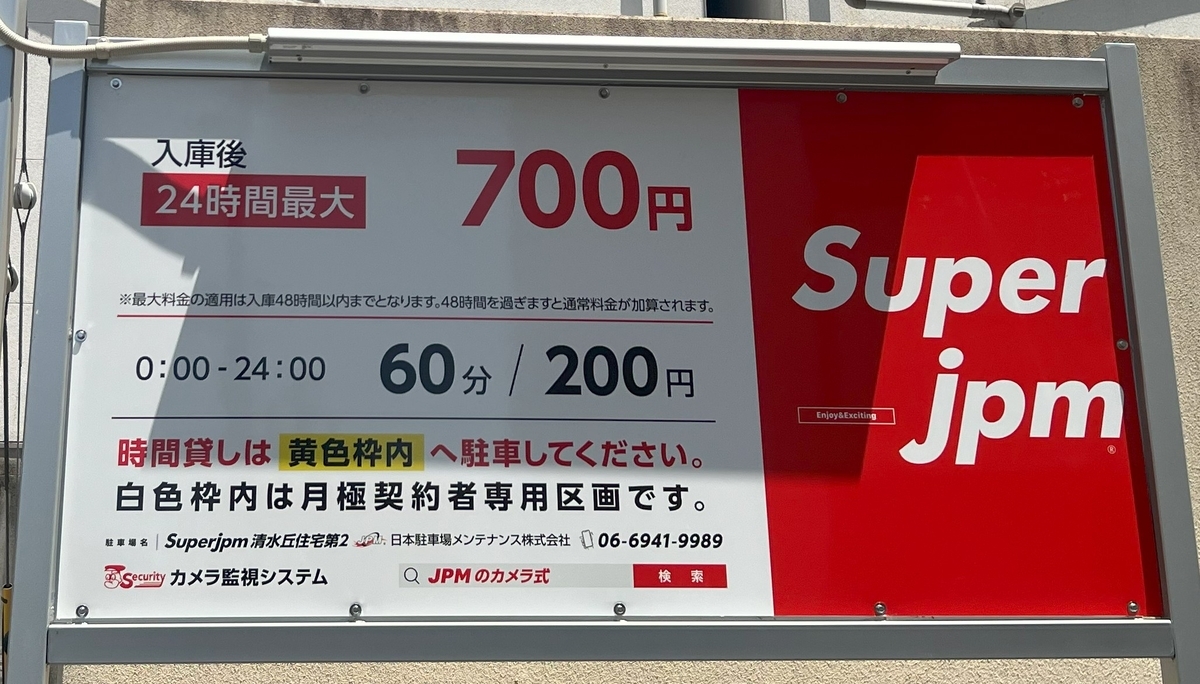 入庫後
24時間最大
700円
※最大料金の適用は入庫48時間以内までとなります。48時間を過ぎますと通常料金が加算されます。
0:00-24:00 60分/200円
時間貸しは 黄色枠内 へ駐車してください。
白色枠内は月極契約者専用区画です。
駐車場名 Superjpm 清水丘住宅第2 JPM 日本駐車場メンテナンス株式会社 06-6941-9989
Security カメラ監視システム JPMのカメラ式 検索
Super
jpm®
Enjoy&Exciting